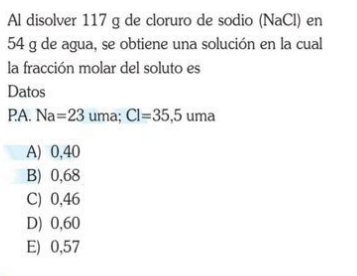 Al disolver 117 g de cloruro de sodio (NaCl) en
54 g de agua, se obtiene una solución en la cual
la fracción molar del soluto es
Datos
P.A. Na=23 uma; Cl=35,5 uma
A) 0,40
B) 0,68
C) 0,46
D) 0,60
E) 0,57